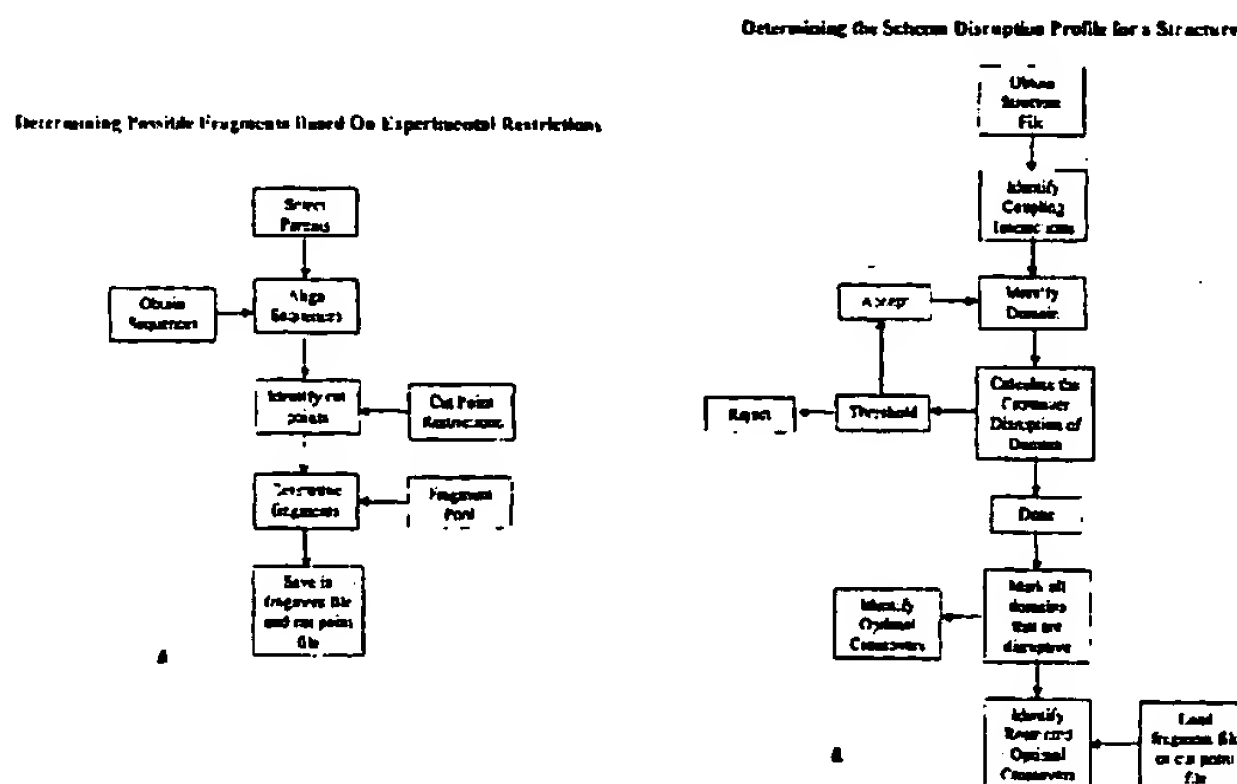 Determining the Schema Disruption Profile for a Structure
Determining Possible Fragments Based On Experimental Restrictions
Select
Parents
Obtain
Sequences
Align
Sequences
Identify cut
points
Cut Point
Restrictions
Determine
fragments
Fragment
Pool
Save in
fragment file
and cut point
file
A
Obtain
Structure
File
Identify
Coupling
Interactions
Accept
Identify
Domain
Reject
Threshold
Calculate the
Crossover
Disruption of
Domain
Done
Identify
Optimal
Crossovers
Mark all
domains
that are
disruptive
Identify
Restricted
Optimal
Crossovers
Load
fragment file
or cut point
file